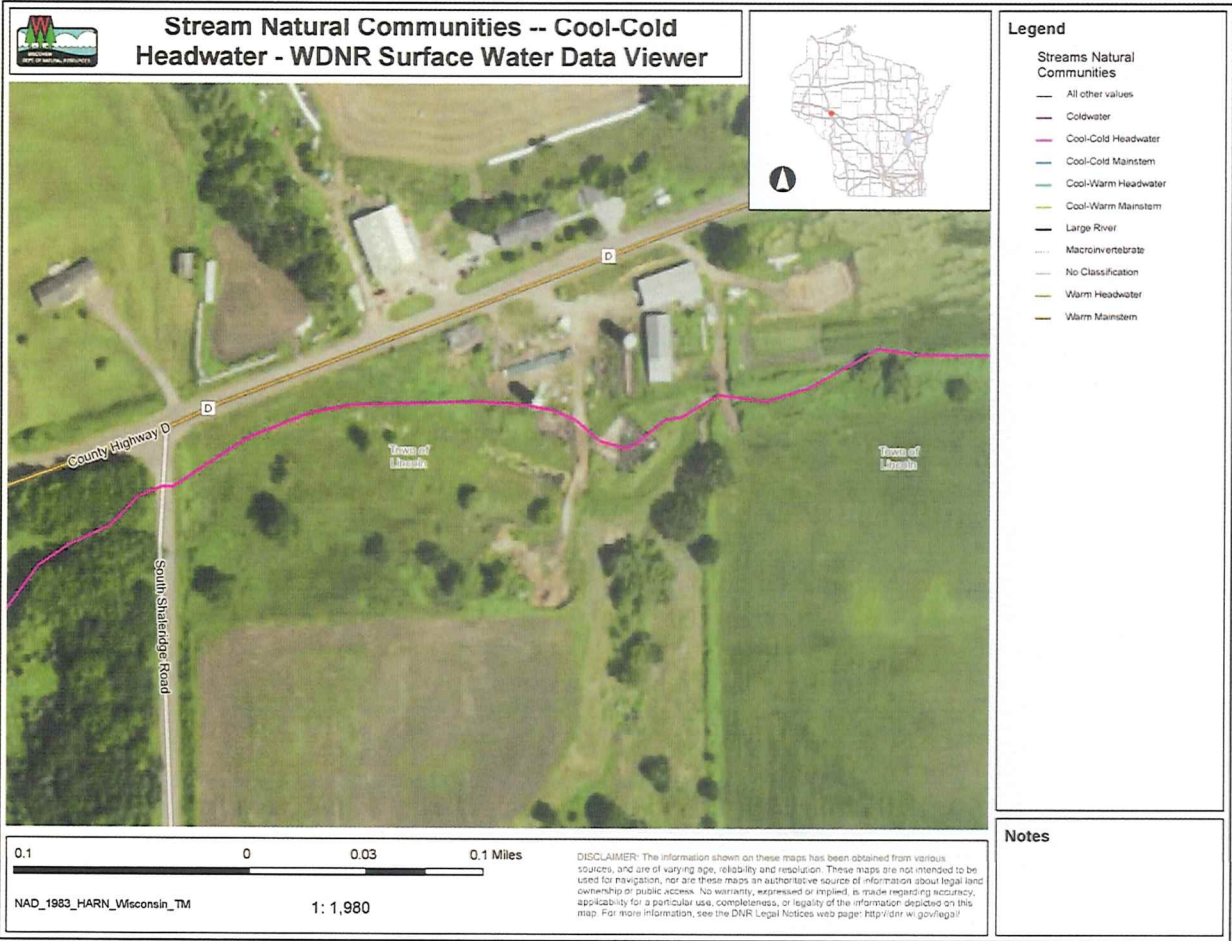 WISCONSIN
DEPT. OF NATURAL RESOURCES
Stream Natural Communities -- Cool-Cold
Headwater - WDNR Surface Water Data Viewer
D
D
County Highway D
Town of
Lincoln
Town of
Lincoln
South Shaleridge Road
Legend
Streams Natural
Communities
All other values
Coldwater
Cool-Cold Headwater
Cool-Cold Mainstem
Cool-Warm Headwater
Cool-Warm Mainstem
Large River
Macroinvertebrate
No Classification
Warm Headwater
Warm Mainstem
0.1 0 0.03 0.1 Miles
NAD_1983_HARN_Wisconsin_TM
1: 1,980
DISCLAIMER: The information shown on these maps has been obtained from various
sources, and are of varying age, reliability and resolution. These maps are not intended to be
used for navigation, nor are these maps an authoritative source of information about legal land
ownership or public access. No warranty, expressed or implied, is made regarding accuracy,
applicability for a particular use, completeness, or legality of the information depicted on this
map. For more information, see the DNR Legal Notices web page: http://dnr.wi.gov/legal/
Notes